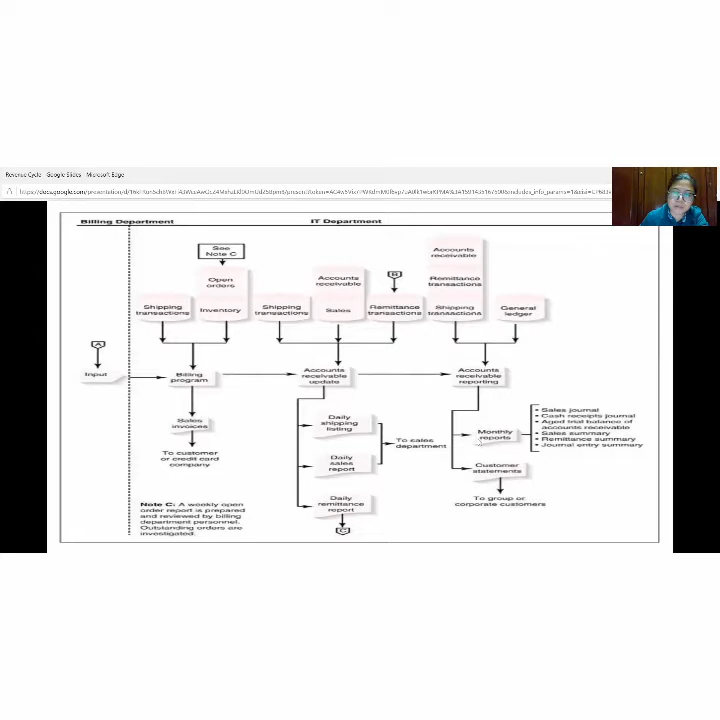 Revenue Cycle - Google Slides - Microsoft Edge
Billing Department
IT Department
See
Note C
Open
orders
Accounts
receivable
B
Accounts
receivable
Remittance
transactions
Shipping
transactions
Inventory
Shipping
transactions
Sales
Remittance
transactions
Shipping
transactions
General
ledger
A
Input
Billing
program
Accounts
receivable
update
Accounts
receivable
reporting
Sales
invoices
To customer
or credit card
company
Daily
shipping
listing
Daily
sales
report
To sales
department
Daily
remittance
report
C
Monthly
reports
• Sales journal
• Cash receipts journal
• Aged trial balance of
accounts receivable
• Sales summary
• Remittance summary
• Journal entry summary
Customer
statements
To group or
corporate customers
Note C: A weekly open
order report is prepared
and reviewed by billing
department personnel.
Outstanding orders are
investigated.